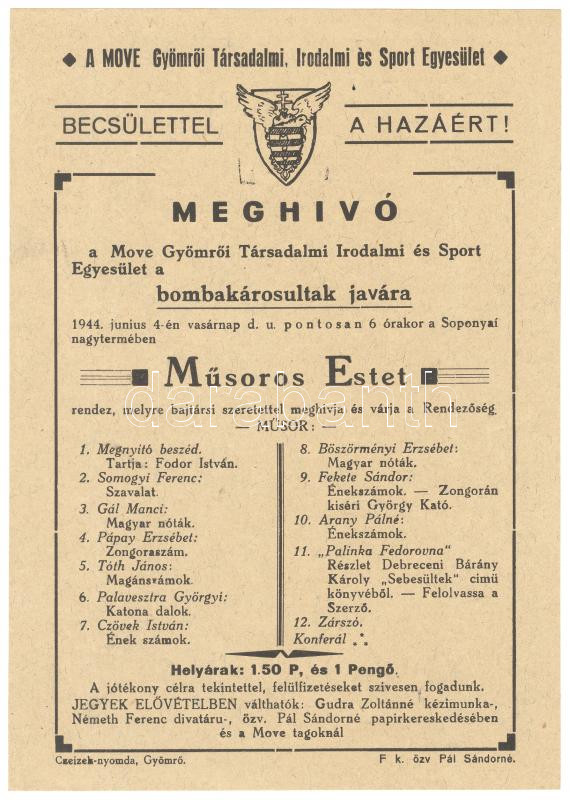 ◆ A MOVE Gyömrői Társadalmi, Irodalmi ès Sport Egyesület ◆
BECSÜLETTEL A HAZÁÉRT!
MEGHIVÓ
a Move Gyömrői Társadalmi Irodalmi és Sport
Egyesület a
bombakárosultak javára
1944. junius 4-én vasárnap d. u. pontosan 6 órakor a Soponyai
nagytermében
Műsoros Estet
rendez, melyre bajtársi szeretettel meghivja és várja a Rendezőség.
— MŰSOR: —
1. Megnyitó beszéd.
Tartja: Fodor István.
2. Somogyi Ferenc:
Szavalat.
3. Gál Manci:
Magyar nóták.
4. Pápay Erzsébet:
Zongoraszám.
5. Tóth János:
Magánszámok.
6. Palavesztra Györgyi:
Katona dalok.
7. Czövek István:
Ének számok.
8. Böszörményi Erzsébet:
Magyar nóták.
9. Fekete Sándor:
Énekszámok. — Zongorán
kiséri György Kató.
10. Arany Pálné:
Énekszámok.
11. „Palinka Fedorovna"
Részlet Debreceni Bárány
Károly „Sebesültek" cimü
könyvéből. — Felolvassa a
Szerző.
12. Zárszó.
Konferál ∴
Helyárak: 1.50 P, és 1 Pengő.
A jótékony célra tekintettel, felülfizetéseket szivesen fogadunk.
JEGYEK ELŐVÉTELBEN válthatók: Gudra Zoltánné kézimunka-,
Németh Ferenc divatáru-, özv. Pál Sándorné papirkereskedésében
és a Move tagoknál
Czeizek-nyomda, Gyömrő. F k. özv Pál Sándorné.
darabanth